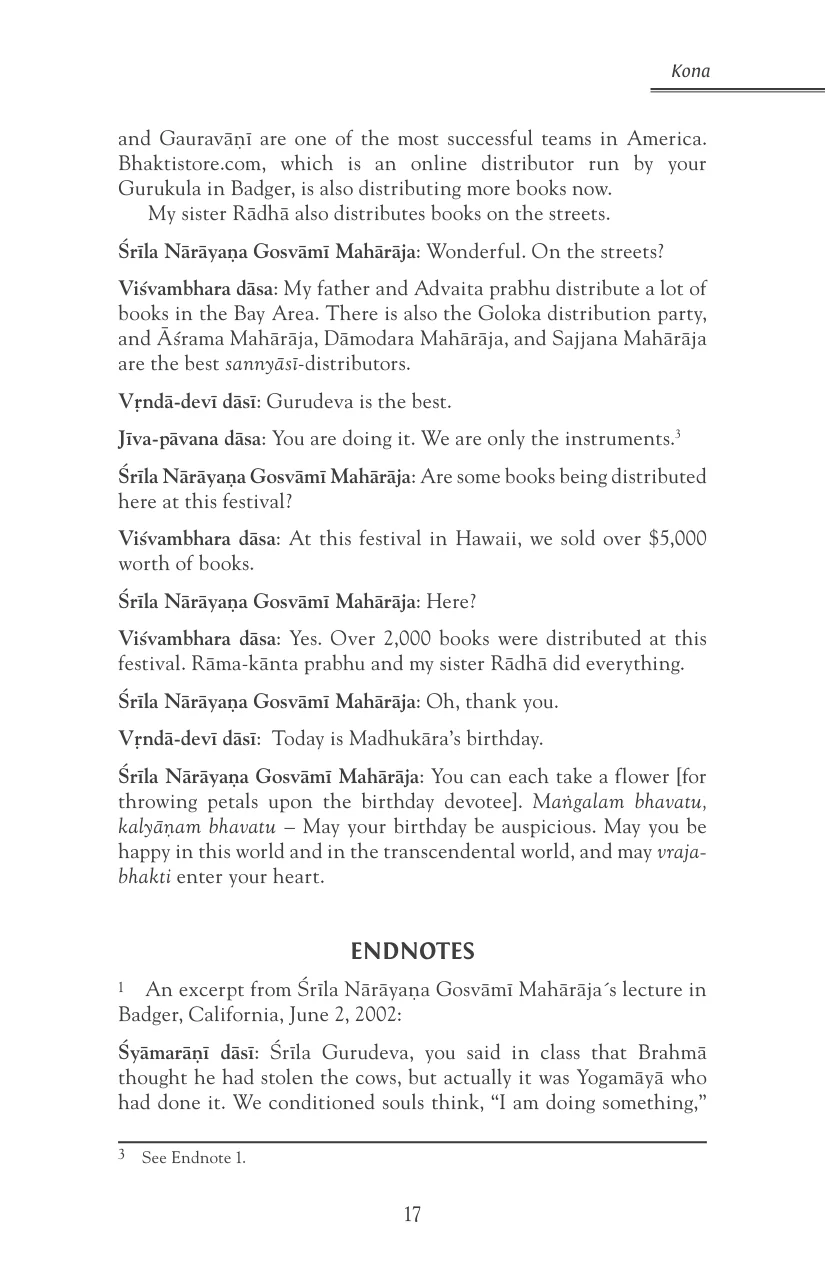 Kona
and Gauravāṇī are one of the most successful teams in America.
Bhaktistore.com, which is an online distributor run by your
Gurukula in Badger, is also distributing more books now.
My sister Rādhā also distributes books on the streets.
Śrīla Nārāyaṇa Gosvāmī Mahārāja: Wonderful. On the streets?
Viśvambhara dāsa: My father and Advaita prabhu distribute a lot of
books in the Bay Area. There is also the Goloka distribution party,
and Āśrama Mahārāja, Dāmodara Mahārāja, and Sajjana Mahārāja
are the best sannyāsī-distributors.
Vṛndā-devī dāsī: Gurudeva is the best.
Jīva-pāvana dāsa: You are doing it. We are only the instruments.3
Śrīla Nārāyaṇa Gosvāmī Mahārāja: Are some books being distributed
here at this festival?
Viśvambhara dāsa: At this festival in Hawaii, we sold over $5,000
worth of books.
Śrīla Nārāyaṇa Gosvāmī Mahārāja: Here?
Viśvambhara dāsa: Yes. Over 2,000 books were distributed at this
festival. Rāma-kānta prabhu and my sister Rādhā did everything.
Śrīla Nārāyaṇa Gosvāmī Mahārāja: Oh, thank you.
Vṛndā-devī dāsī: Today is Madhukāra’s birthday.
Śrīla Nārāyaṇa Gosvāmī Mahārāja: You can each take a flower [for
throwing petals upon the birthday devotee]. Maṅgalam bhavatu,
kalyāṇam bhavatu – May your birthday be auspicious. May you be
happy in this world and in the transcendental world, and may vraja-
bhakti enter your heart.
ENDNOTES
1 An excerpt from Śrīla Nārāyaṇa Gosvāmī Mahārāja´s lecture in
Badger, California, June 2, 2002:
Śyāmarāṇī dāsī: Śrīla Gurudeva, you said in class that Brahmā
thought he had stolen the cows, but actually it was Yogamāyā who
had done it. We conditioned souls think, “I am doing something,”
3 See Endnote 1.
17